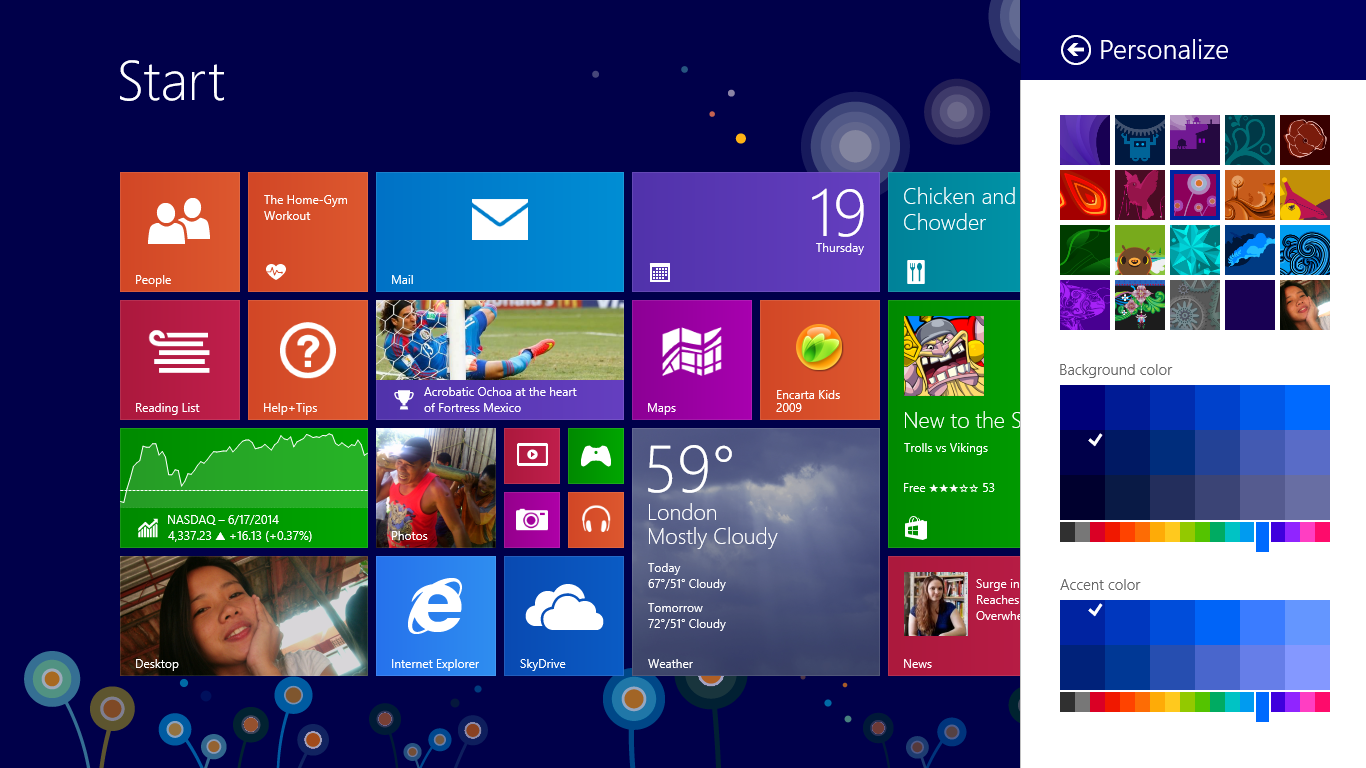 Start
Personalize
People
The Home-Gym
Workout
Mail
19
Thursday
Chicken and
Chowder
Reading List
Help+Tips
Acrobatic Ochoa at the heart
of Fortress Mexico
Maps
Encarta Kids
2009
New to the S
Trolls vs Vikings
Free ★★★☆☆ 53
NASDAQ – 6/17/2014
4,337.23 ▲ +16.13 (+0.37%)
Photos
59°
London
Mostly Cloudy
Today
67°/51° Cloudy
Tomorrow
72°/51° Cloudy
Weather
Desktop
Internet Explorer
SkyDrive
Surge in
Reaches
Overwhe
News
Background color
Accent color